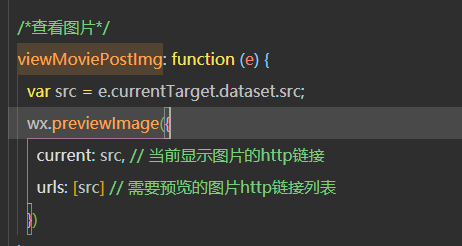 /*查看图片*/
viewMoviePostImg: function (e) {
var src = e.currentTarget.dataset.src;
wx.previewImage({
current: src, // 当前显示图片的http链接
urls: [src] // 需要预览的图片http链接列表
})